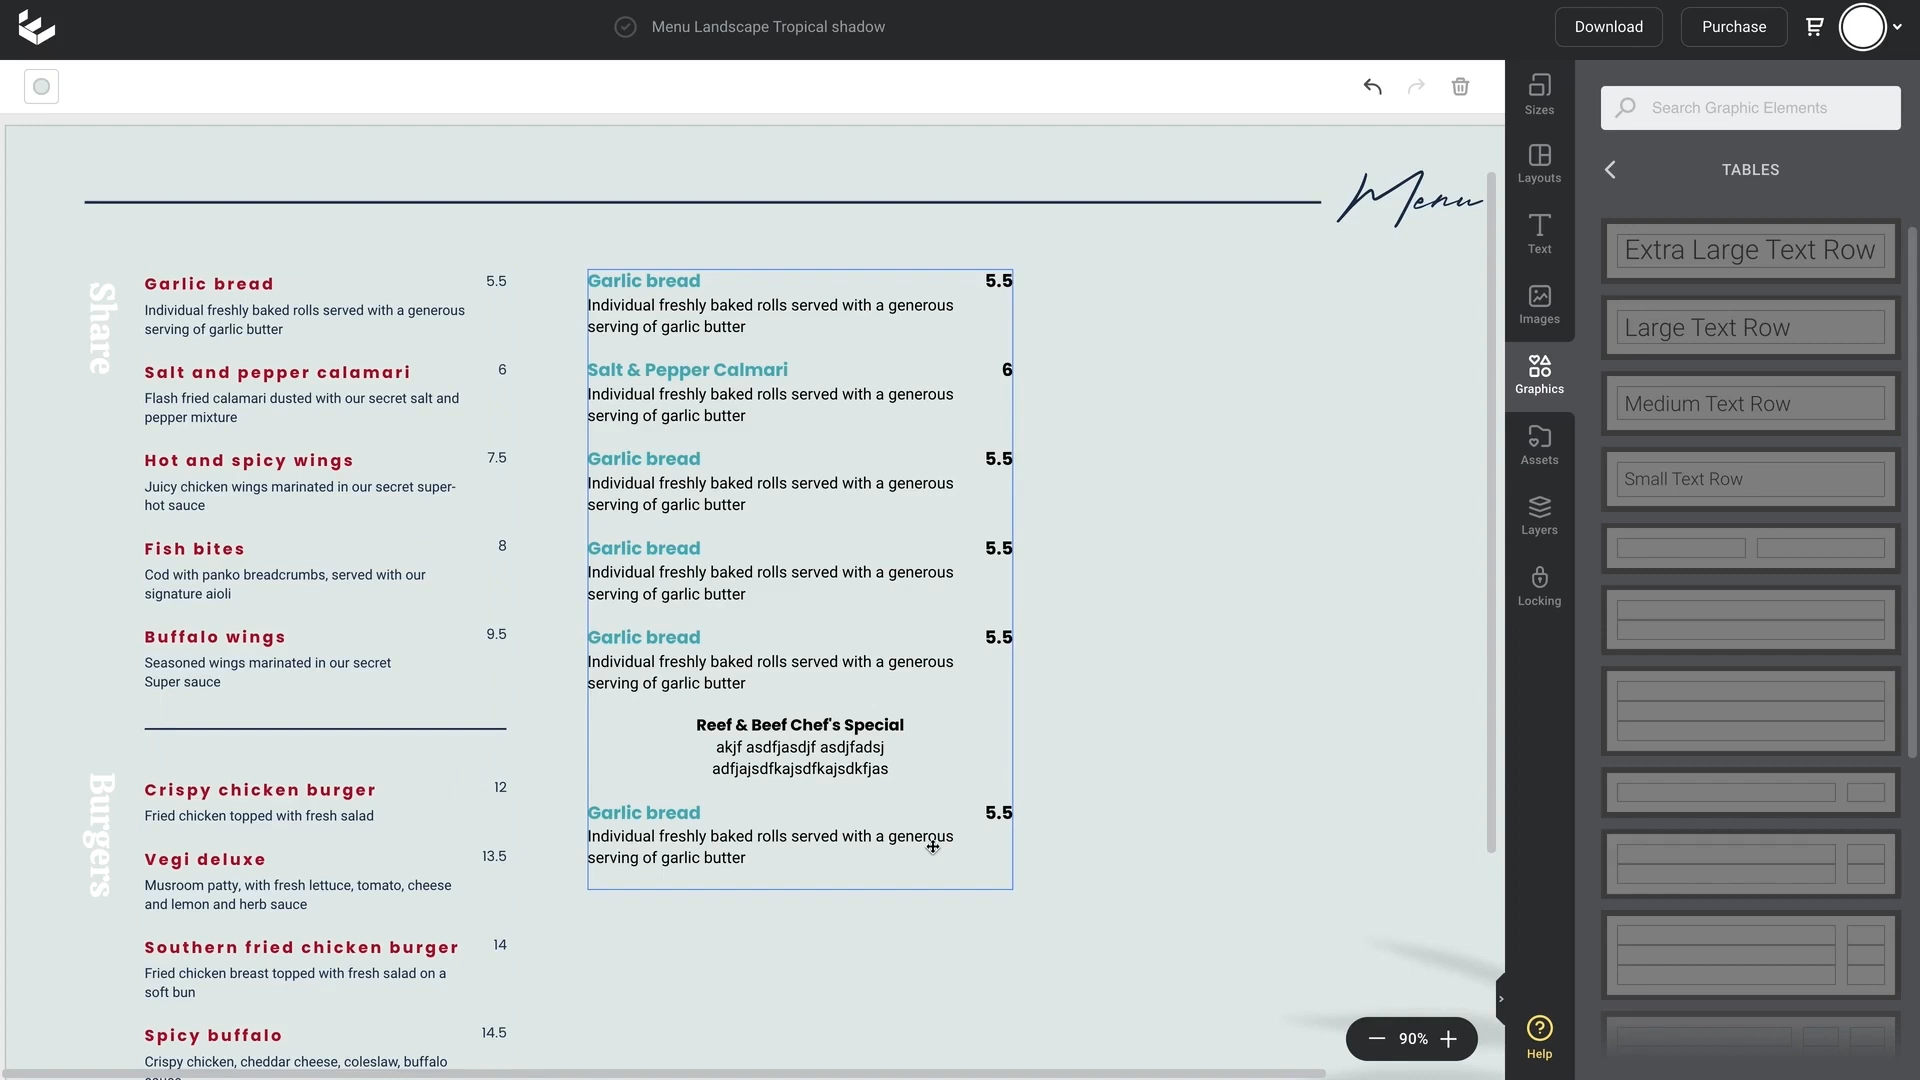 Menu Landscape Tropical shadow
Download
Purchase
Menu
Share
Garlic bread 5.5
Individual freshly baked rolls served with a generous
serving of garlic butter
Salt and pepper calamari 6
Flash fried calamari dusted with our secret salt and
pepper mixture
Hot and spicy wings 7.5
Juicy chicken wings marinated in our secret super-
hot sauce
Fish bites 8
Cod with panko breadcrumbs, served with our
signature aioli
Buffalo wings 9.5
Seasoned wings marinated in our secret
Super sauce
Burgers
Crispy chicken burger 12
Fried chicken topped with fresh salad
Vegi deluxe 13.5
Musroom patty, with fresh lettuce, tomato, cheese
and lemon and herb sauce
Southern fried chicken burger 14
Fried chicken breast topped with fresh salad on a
soft bun
Spicy buffalo 14.5
Crispy chicken, cheddar cheese, coleslaw, buffalo
Garlic bread 5.5
Individual freshly baked rolls served with a generous
serving of garlic butter
Salt & Pepper Calmari 6
Individual freshly baked rolls served with a generous
serving of garlic butter
Garlic bread 5.5
Individual freshly baked rolls served with a generous
serving of garlic butter
Garlic bread 5.5
Individual freshly baked rolls served with a generous
serving of garlic butter
Garlic bread 5.5
Individual freshly baked rolls served with a generous
serving of garlic butter
Reef & Beef Chef's Special
akjf asdfjasdjf asdjfadsj
adfjajsdfkajsdfkajsdkfjas
Garlic bread 5.5
Individual freshly baked rolls served with a generous
serving of garlic butter
90%
Sizes
Layouts
Text
Images
Graphics
Assets
Layers
Locking
Help
Search Graphic Elements
TABLES
Extra Large Text Row
Large Text Row
Medium Text Row
Small Text Row